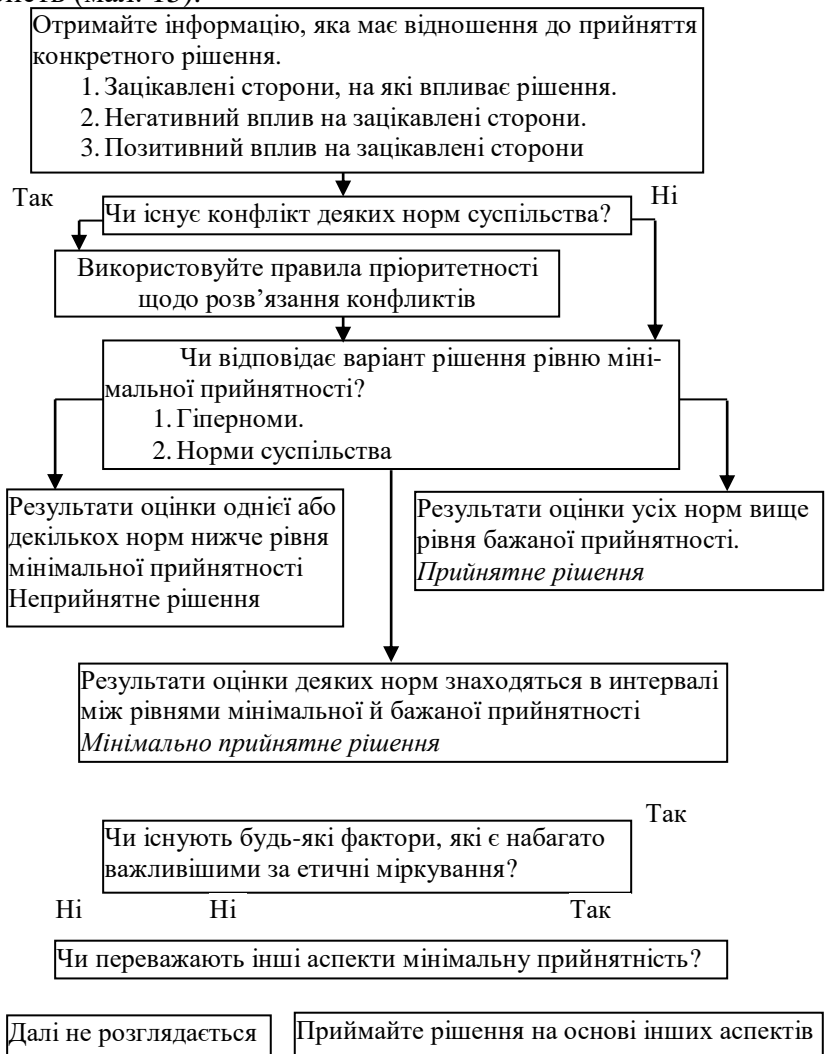 Отримайте інформацію, яка має відношення до прийняття
конкретного рішення.
1. Зацікавлені сторони, на які впливає рішення.
2. Негативний вплив на зацікавлені сторони.
3. Позитивний вплив на зацікавлені сторони
Так
Ні
Чи існує конфлікт деяких норм суспільства?
Використовуйте правила пріоритетності
щодо розв’язання конфликтів
Чи відповідає варіант рішення рівню міні-
мальної прийнятності?
1. Гіперноми.
2. Норми суспільства
Результати оцінки однієї або
декількох норм нижче рівня
мінімальної прийнятності
Неприйнятне рішення
Результати оцінки усіх норм вище
рівня бажаної прийнятності.
Прийнятне рішення
Результати оцінки деяких норм знаходяться в интервалі
між рівнями мінімальної й бажаної прийнятності
Мінімально прийнятне рішення
Так
Чи існують будь-які фактори, які є набагато
важливішими за етичні міркування?
Ні Ні Так
Чи переважають інші аспекти мінімальну прийнятність?
Далі не розглядається
Приймайте рішення на основі інших аспектів